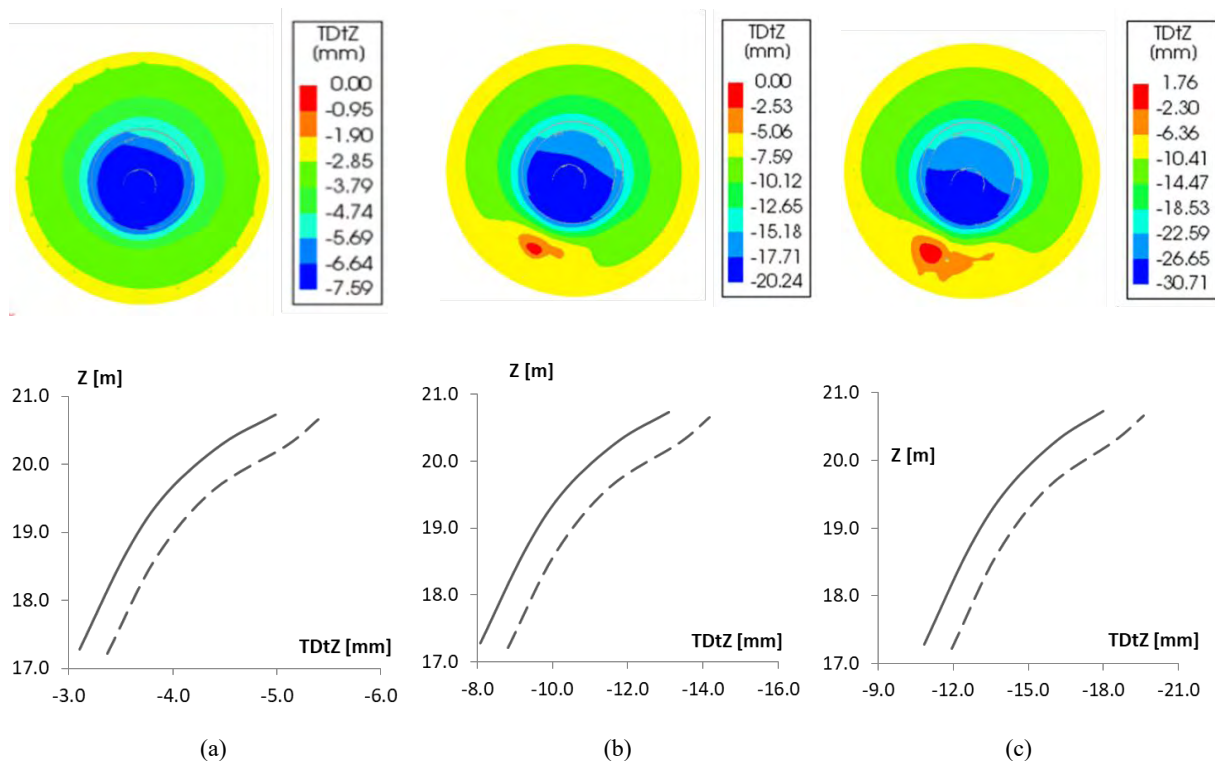 TDtZ
(mm)
0.00
-0.95
-1.90
-2.85
-3.79
-4.74
-5.69
-6.64
-7.59
TDtZ
(mm)
0.00
-2.53
-5.06
-7.59
-10.12
-12.65
-15.18
-17.71
-20.24
TDtZ
(mm)
1.76
-2.30
-6.36
-10.41
-14.47
-18.53
-22.59
-26.65
-30.71
Z [m]
21.0
20.0
19.0
18.0
17.0
TDtZ [mm]
-3.0 -4.0 -5.0 -6.0
Z [m]
21.0
20.0
19.0
18.0
17.0
TDtZ [mm]
-8.0 -10.0 -12.0 -14.0 -16.0
21.0
20.0
Z [m]
19.0
18.0
17.0
TDtZ [mm]
-9.0 -12.0 -15.0 -18.0 -21.0
(a) (b) (c)